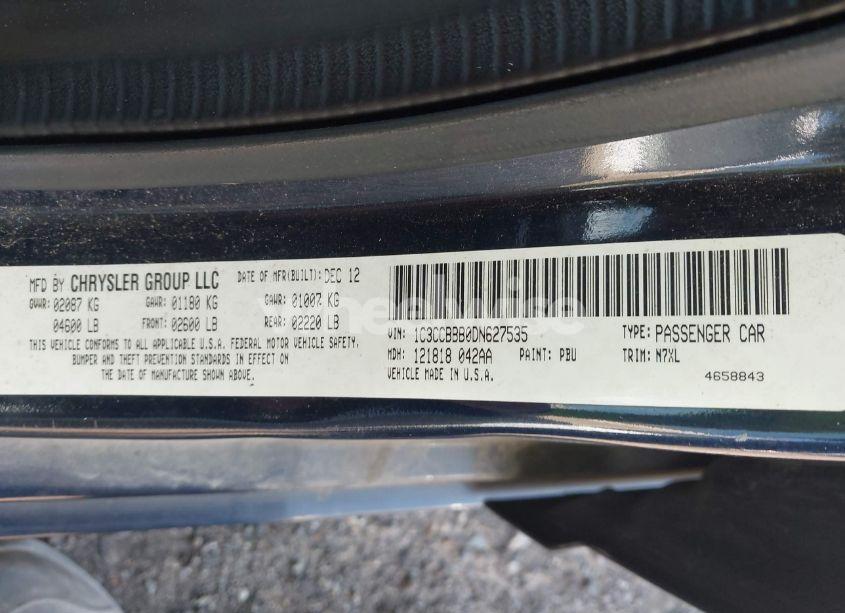 MFD BY CHRYSLER GROUP LLC DATE OF MFR(BUILT): DEC 12
GVWR: 02087 KG GAWR: 01180 KG GAWR: 01007 KG
04600 LB FRONT: 02600 LB REAR: 02220 LB
THIS VEHICLE CONFORMS TO ALL APPLICABLE U.S.A. FEDERAL MOTOR VEHICLE SAFETY,
BUMPER AND THEFT PREVENTION STANDARDS IN EFFECT ON
THE DATE OF MANUFACTURE SHOWN ABOVE.
VIN: 1C3CCBBB0DN627535 TYPE: PASSENGER CAR
MDH: 121818 042AA PAINT: PBU TRIM: N7XL
VEHICLE MADE IN U.S.A. 4658843